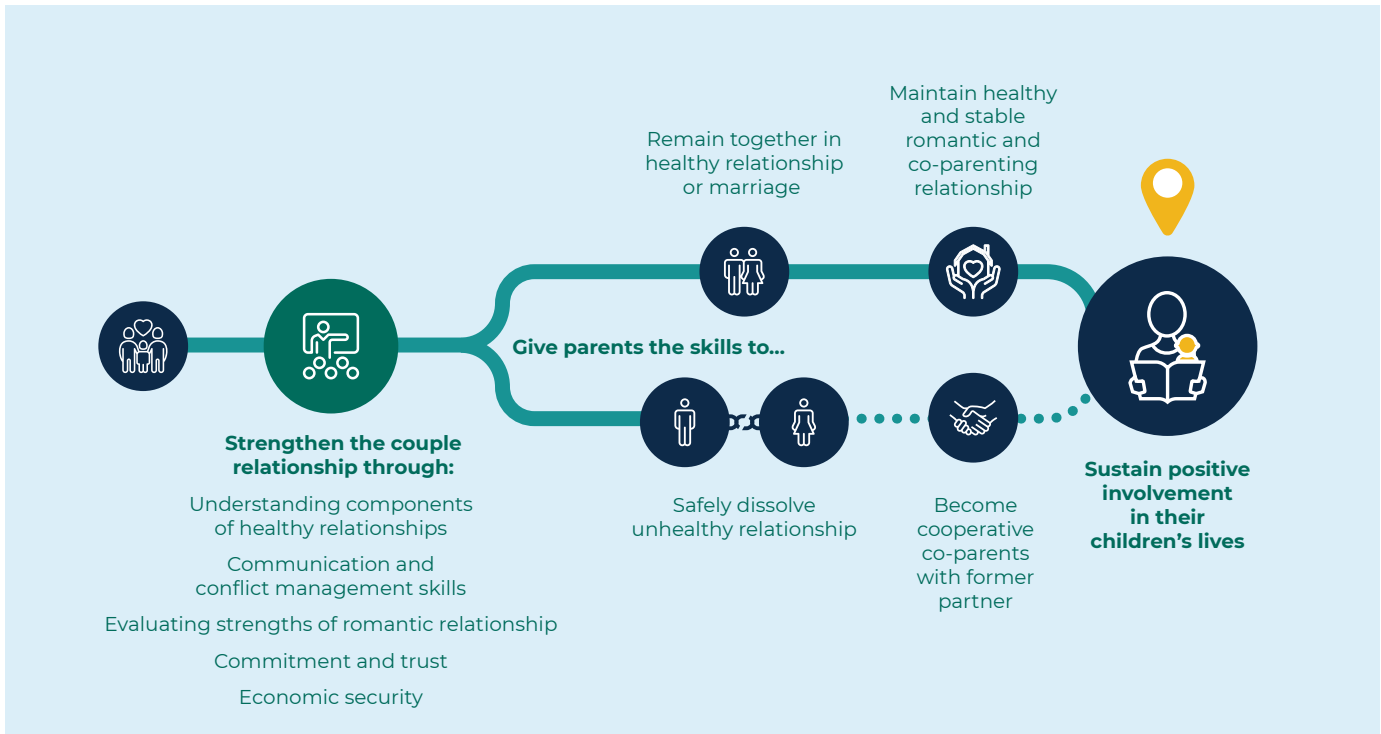 Maintain healthy
and stable
romantic and
co-parenting
relationship
Remain together in
healthy relationship
or marriage
Give parents the skills to...
Strengthen the couple
relationship through:
Understanding components
of healthy relationships
Communication and
conflict management skills
Evaluating strengths of romantic relationship
Commitment and trust
Economic security
Safely dissolve
unhealthy relationship
Become
cooperative
co-parents
with former
partner
Sustain positive
involvement
in their
children’s lives